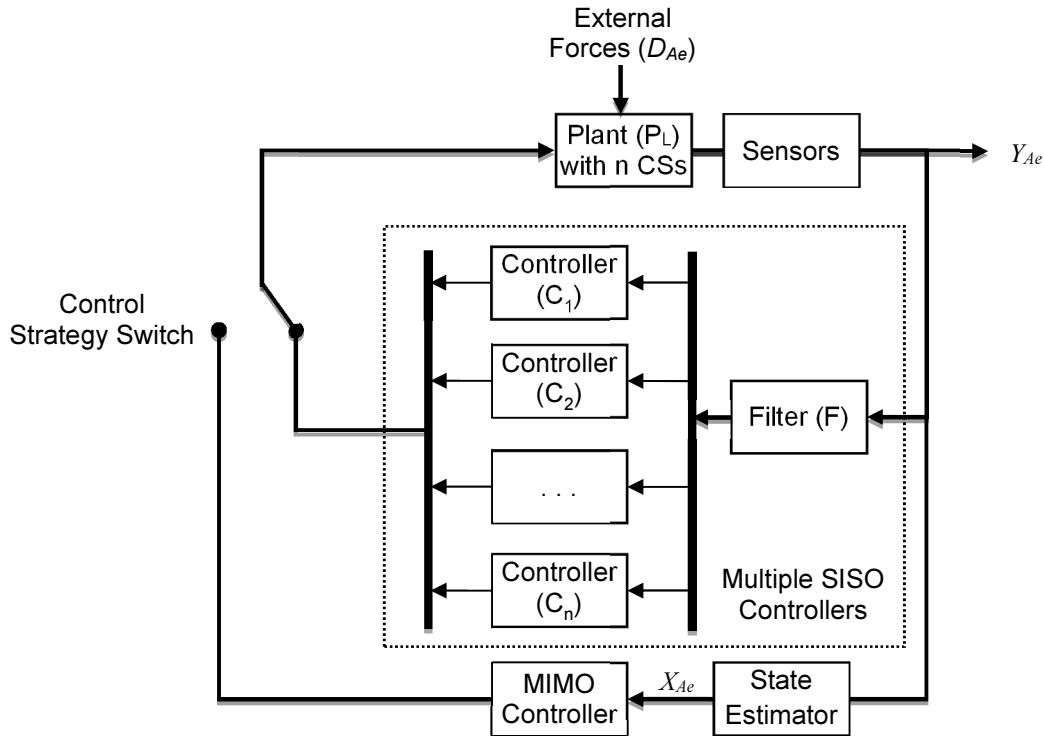 External
Forces (D_Ae)
Plant (P_L)
with n CSs
Sensors
Y_Ae
Controller
(C_1)
Control
Strategy Switch
Controller
(C_2)
Filter (F)
. . .
Controller
(C_n)
Multiple SISO
Controllers
MIMO
Controller
X_Ae
State
Estimator